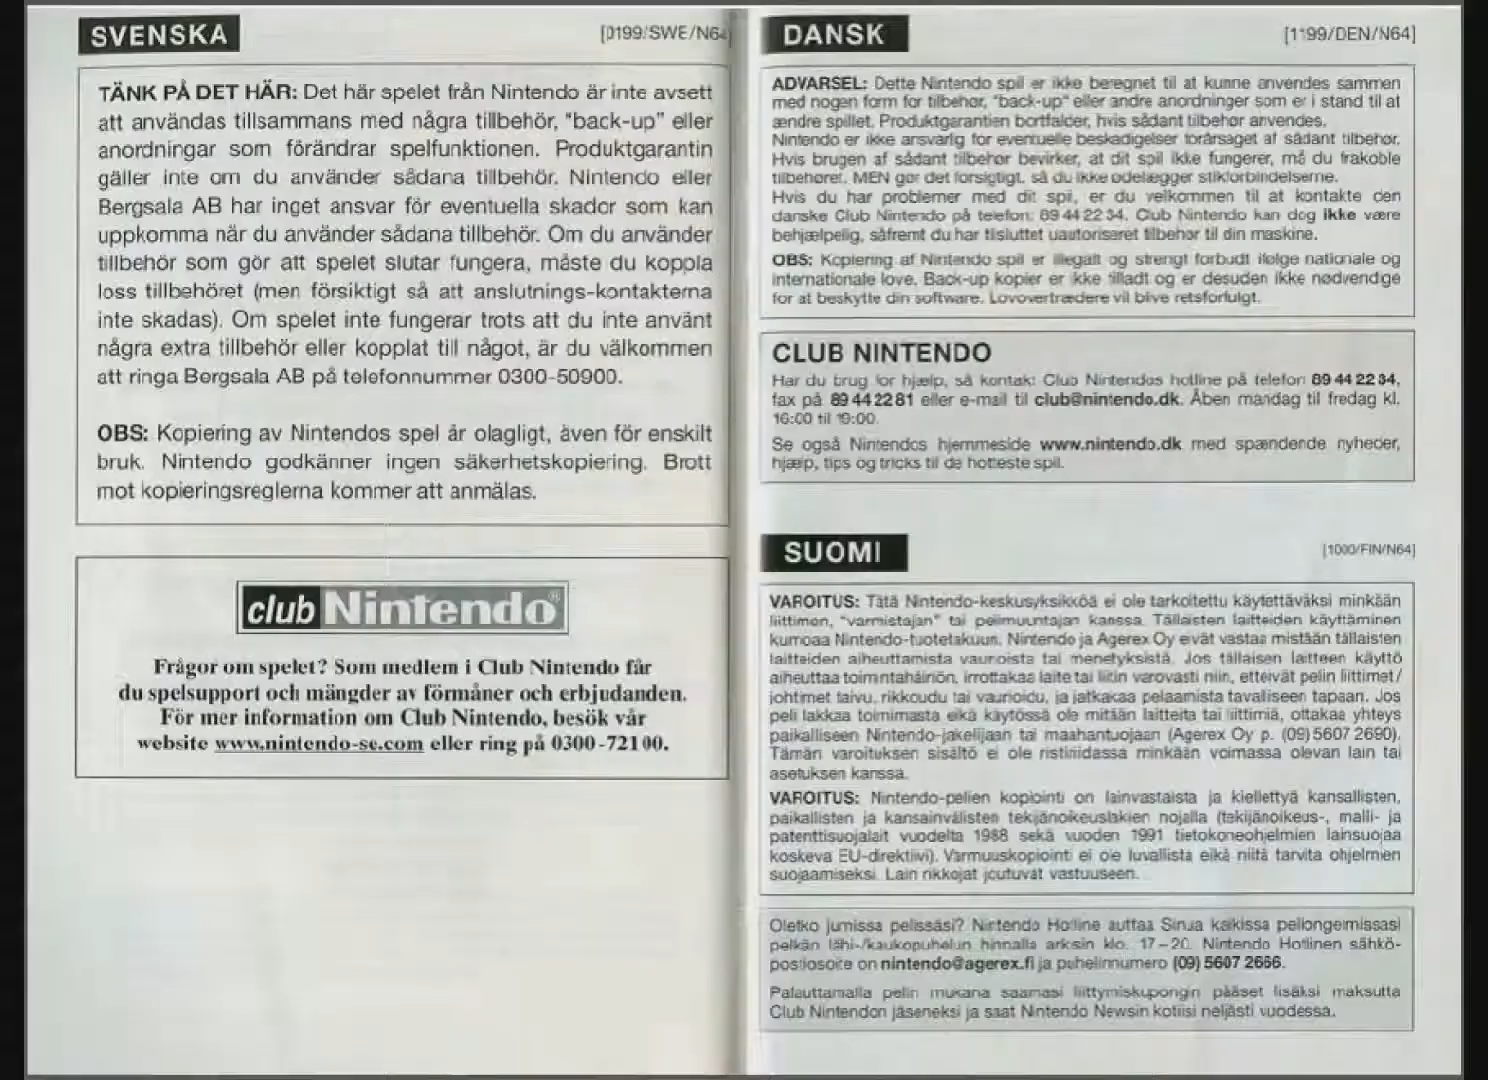 SVENSKA
[0199/SWE/N64]
TÄNK PÅ DET HÄR: Det här spelet från Nintendo är inte avsett
att användas tillsammans med några tillbehör, "back-up" eller
anordningar som förändrar spelfunktionen. Produktgarantin
gäller inte om du använder sådana tillbehör. Nintendo eller
Bergsala AB har inget ansvar för eventuella skador som kan
uppkomma när du använder sådana tillbehör. Om du använder
tillbehör som gör att spelet slutar fungera, måste du koppla
loss tillbehöret (men försiktigt så att anslutnings-kontakterna
inte skadas). Om spelet inte fungerar trots att du inte använt
några extra tillbehör eller kopplat till något, är du välkommen
att ringa Bergsala AB på telefonnummer 0300-50900.
OBS: Kopiering av Nintendos spel är olagligt, även för enskilt
bruk. Nintendo godkänner ingen säkerhetskopiering. Brott
mot kopieringsreglerna kommer att anmälas.
club Nintendo®
Frågor om spelet? Som medlem i Club Nintendo får
du spelsupport och mängder av förmåner och erbjudanden.
För mer information om Club Nintendo, besök vår
website www.nintendo-se.com eller ring på 0300-72100.
DANSK
[1199/DEN/N64]
ADVARSEL: Dette Nintendo spil er ikke beregnet til at kunne anvendes sammen
med nogen form for tilbehør, "back-up" eller andre anordninger som er i stand til at
ændre spillet. Produktgarantien bortfalder, hvis sådant tilbehør anvendes.
Nintendo er ikke ansvarlig for eventuelle beskadigelser forårsaget af sådant tilbehør.
Hvis brugen af sådant tilbehør bevirker, at dit spil ikke fungerer, må du frakoble
tilbehøret. MEN gør det forsigtigt, så du ikke ødelægger stikforbindelserne.
Hvis du har problemer med dit spil, er du velkommen til at kontakte den
danske Club Nintendo på telefon: 89 44 22 34. Club Nintendo kan dog ikke være
behjælpelig, såfremt du har tilsluttet uautoriseret tilbehør til din maskine.
OBS: Kopiering af Nintendo spil er illegalt og strengt forbudt ifølge nationale og
internationale love. Back-up kopier er ikke tilladt og er desuden ikke nødvendige
for at beskytte din software. Lovovertrædere vil blive retsforfulgt.
CLUB NINTENDO
Har du brug for hjælp, så kontakt Club Nintendos hotline på telefon 89 44 22 34,
fax på 89 44 22 81 eller e-mail til club@nintendo.dk. Åben mandag til fredag kl.
16:00 til 19:00.
Se også Nintendos hjemmeside www.nintendo.dk med spændende nyheder,
hjælp, tips og tricks til de hotteste spil.
SUOMI
[1000/FIN/N64]
VAROITUS: Tätä Nintendo-keskusyksikköä ei ole tarkoitettu käytettäväksi minkään
liittimen, "varmistajan" tai pelimuuntajan kanssa. Tällaisten laitteiden käyttäminen
kumoaa Nintendo-tuotetakuun. Nintendo ja Agerex Oy eivät vastaa mistään tällaisten
laitteiden aiheuttamista vaurioista tai menetyksistä. Jos tällaisen laitteen käyttö
aiheuttaa toimintahäiriön, irrottakaa laite tai liitin varovasti niin, etteivät pelin liittimet/
johtimet taivu, rikkoudu tai vaurioidu, ja jatkakaa pelaamista tavalliseen tapaan. Jos
peli lakkaa toimimasta eikä käytössä ole mitään laitteita tai liittimiä, ottakaa yhteys
paikalliseen Nintendo-jakelijaan tai maahantuojaan (Agerex Oy p. (09) 5607 2690).
Tämän varoituksen sisältö ei ole ristiriidassa minkään voimassa olevan lain tai
asetuksen kanssa.
VAROITUS: Nintendo-pelien kopiointi on lainvastaista ja kiellettyä kansallisten,
paikallisten ja kansainvälisten tekijänoikeuslakien nojalla (tekijänoikeus-, malli- ja
patenttisuojalait vuodelta 1988 sekä vuoden 1991 tietokoneohjelmien lainsuojaa
koskeva EU-direktiivi). Varmuuskopiointi ei ole luvallista eikä niitä tarvita ohjelmien
suojaamiseksi. Lain rikkojat joutuvat vastuuseen.
Oletko jumissa pelissäsi? Nintendo Hotline auttaa Sinua kaikissa peliongelmissasi
pelkän lähi-/kaukopuhelun hinnalla arkisin klo. 17–20. Nintendo Hotlinen sähkö-
postiosoite on nintendo@agerex.fi ja puhelinnumero (09) 5607 2666.
Palauttamalla pelin mukana saamasi liittymiskupongin pääset lisäksi maksutta
Club Nintendon jäseneksi ja saat Nintendo Newsin kotiisi neljästi vuodessa.